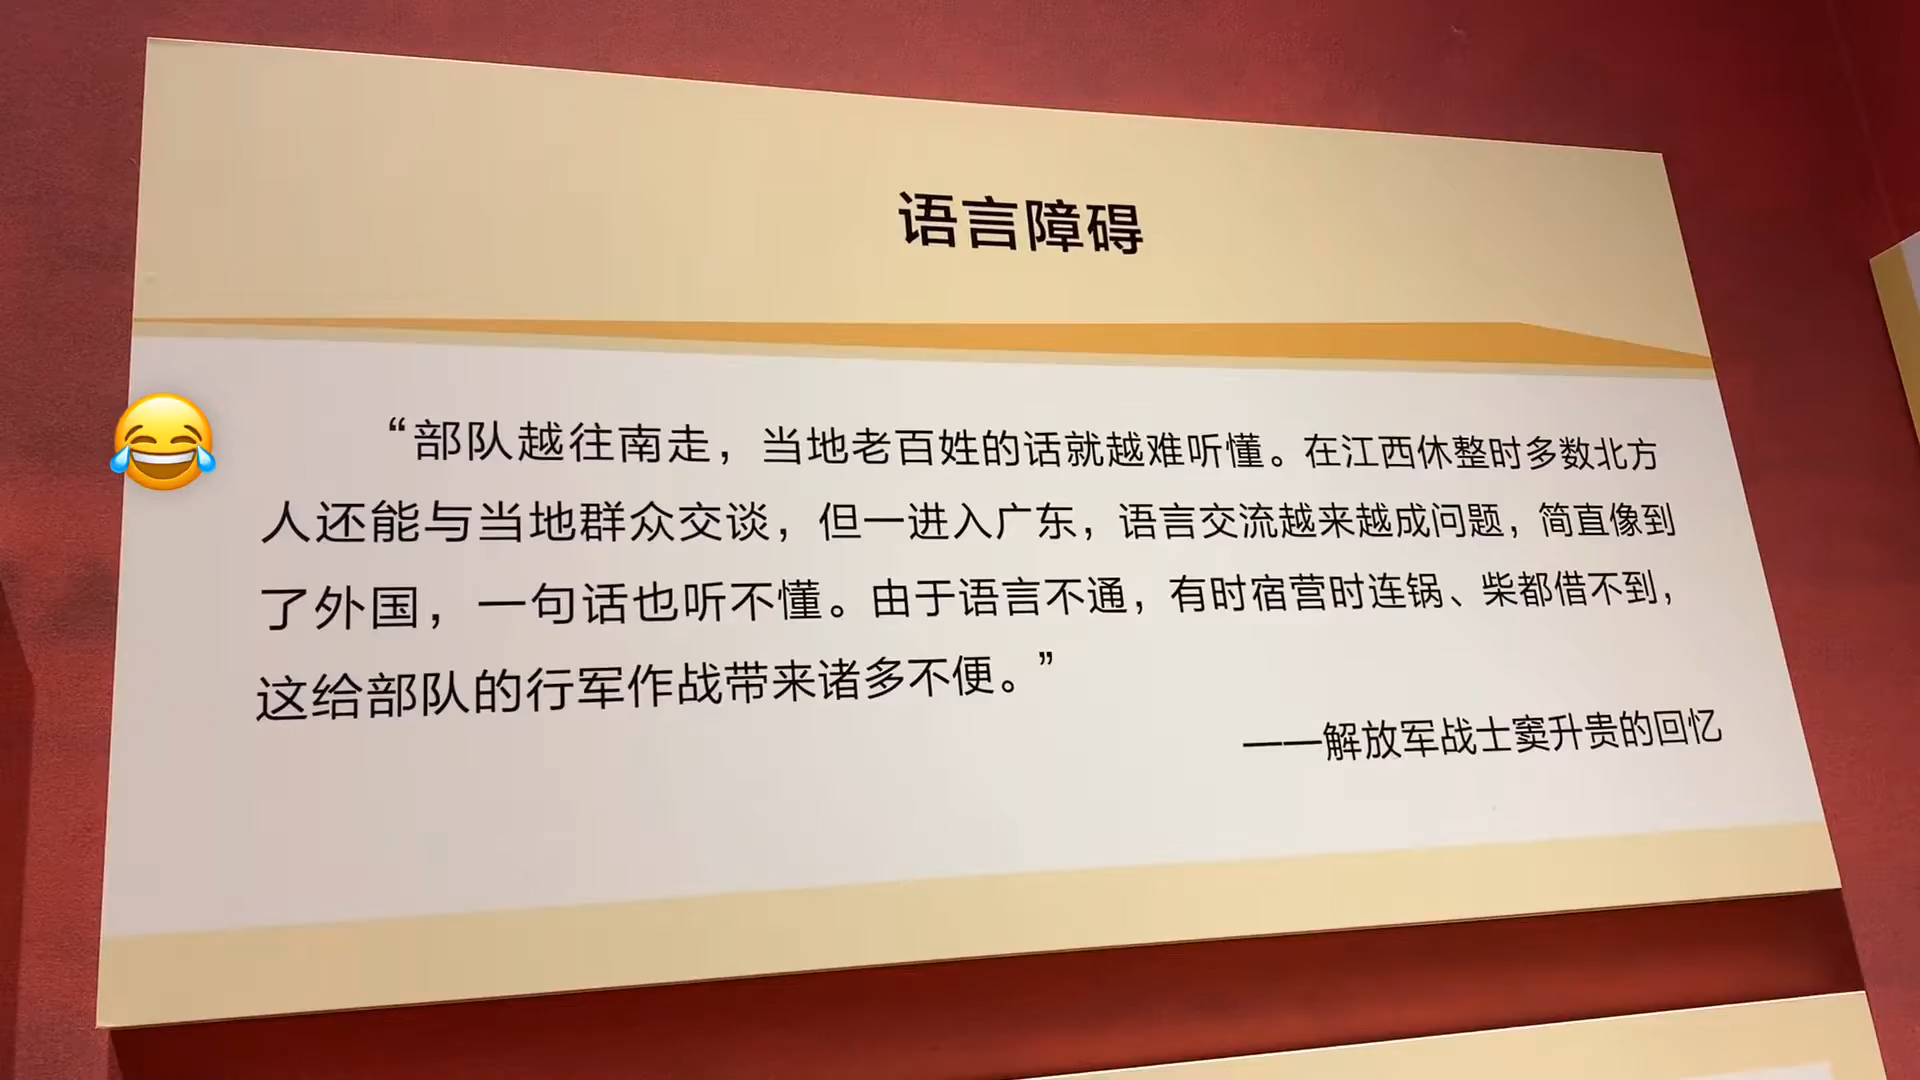 语言障碍
“部队越往南走，当地老百姓的话就越难听懂。在江西休整时多数北方
人还能与当地群众交谈，但一进入广东，语言交流越来越成问题，简直像到
了外国，一句话也听不懂。由于语言不通，有时宿营时连锅、柴都借不到，
这给部队的行军作战带来诸多不便。”
——解放军战士窦升贵的回忆